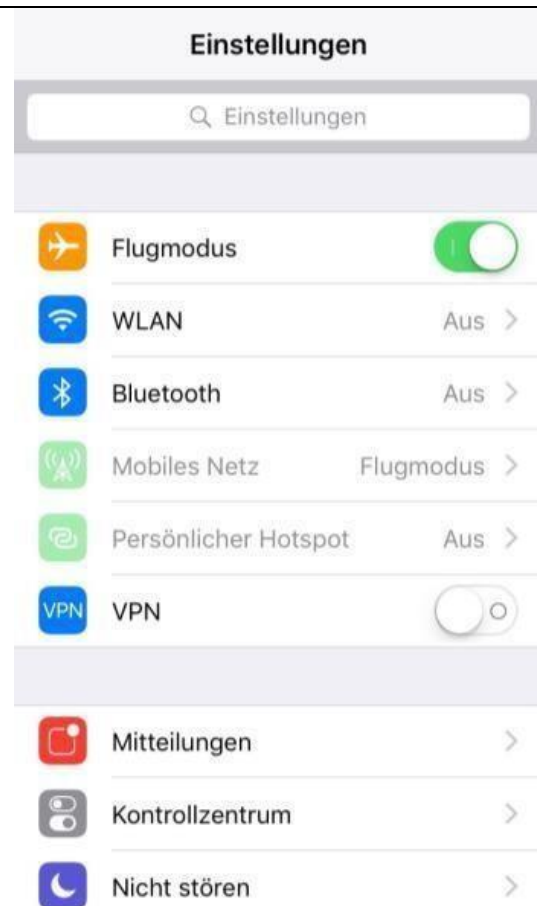 Einstellungen
Einstellungen
Flugmodus
WLAN Aus
Bluetooth Aus
Mobiles Netz Flugmodus
Persönlicher Hotspot Aus
VPN VPN
Mitteilungen
Kontrollzentrum
Nicht stören